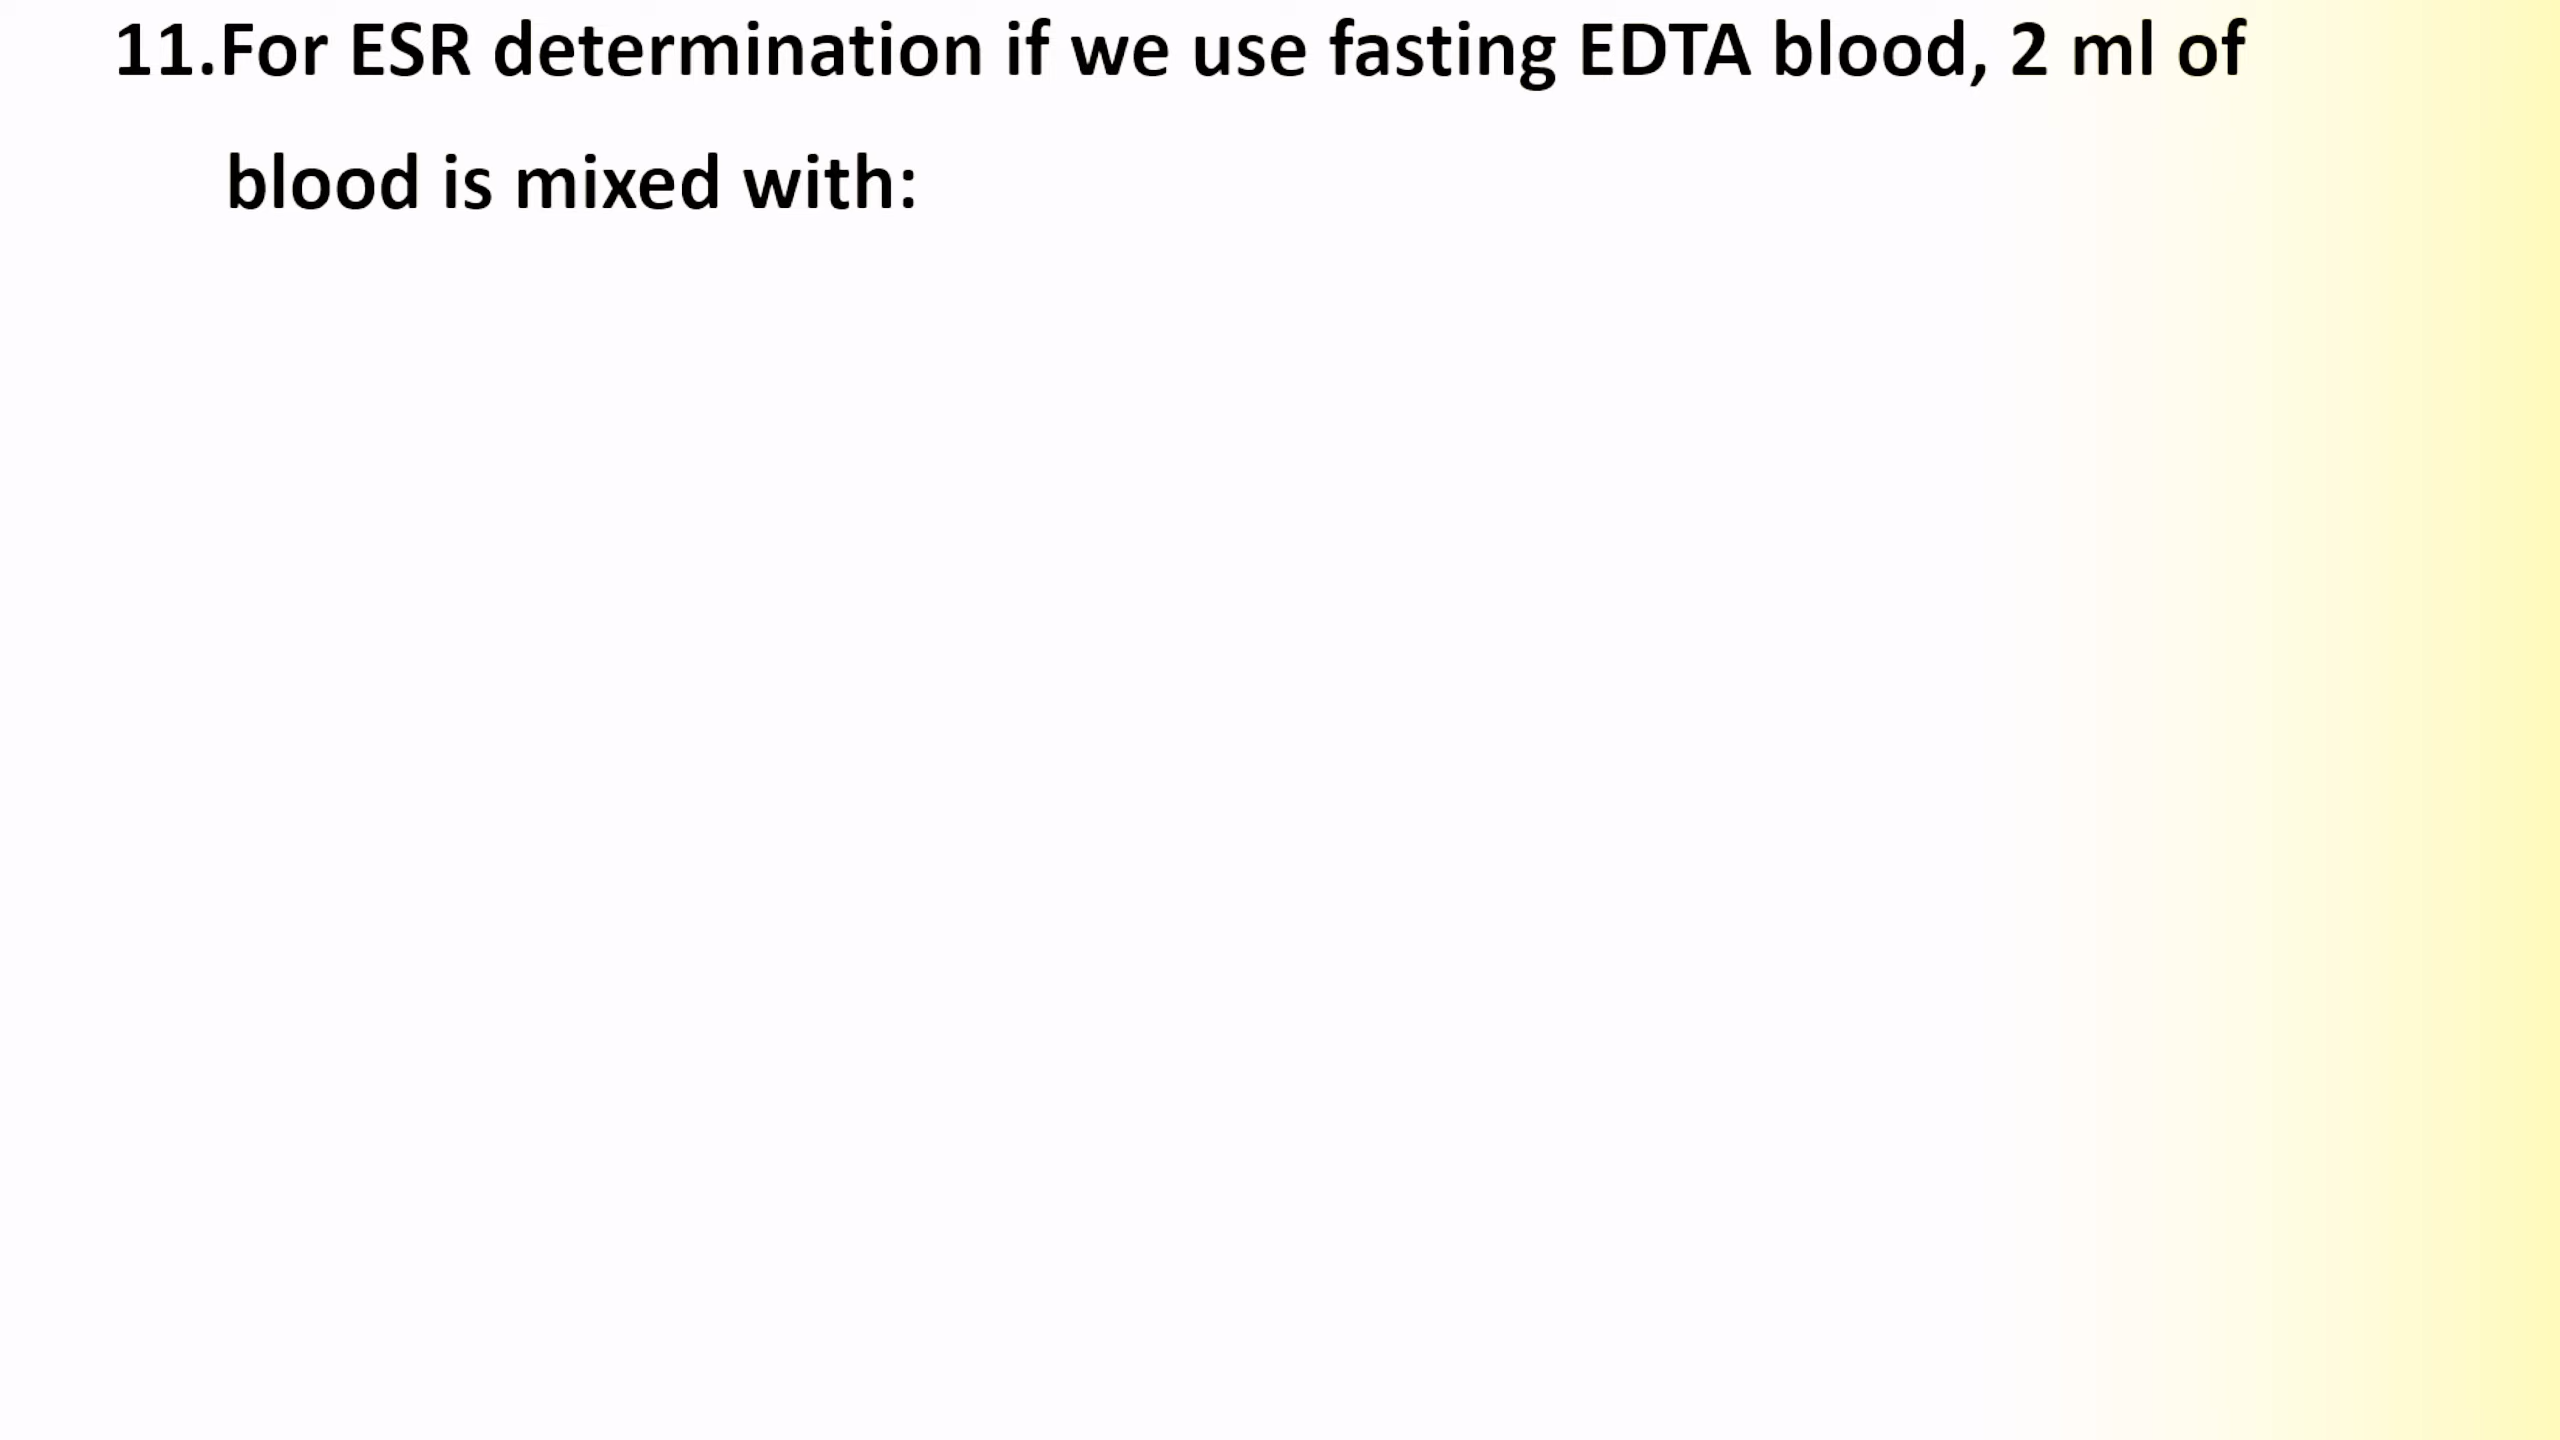 11.For ESR determination if we use fasting EDTA blood, 2 ml of
blood is mixed with: